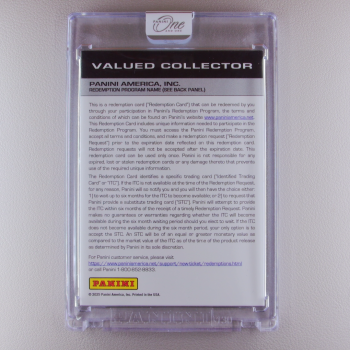 PANINI
One
VALUED COLLECTOR
PANINI AMERICA, INC.
REDEMPTION PROGRAM NAME (SEE BACK PANEL)
This is a redemption card ("Redemption Card") that can be redeemed by you
through your participation in Panini's Redemption Program, the terms and
conditions of which can be found on Panini's website www.paniniamerica.net.
This Redemption Card indicates unique information needed to participate in the
Redemption Program. You must access the Panini Redemption Program,
accept all terms and conditions, and make a redemption request ("Redemption
Request") prior to the expiration date reflected on this redemption card.
Redemption requests will not be accepted after the expiration date. This
redemption card can be used only once. Panini is not responsible for any
expired, lost or stolen redemption cards or any damage thereto that prevents use
of the required unique information.
The Redemption Card identifies a specific trading card ("Identified Trading
Card" or "ITC"). If the ITC is not available at the time of the Redemption Request,
for any reason, Panini will so notify you and you will then have the choice either:
1) to wait up to six months for the ITC to become available or (2) to request that
Panini provide a substitute trading card ("STC"). Panini will attempt to provide
the ITC within six months of the receipt of a timely Redemption Request. Panini
makes no guarantees or warranties regarding whether the ITC will become
available during the six month waiting period should you elect to wait. If the ITC
does not become available during the six month period, your only option is to
accept the STC. An STC will be of an equal or greater monetary value as
compared to the market value of the ITC as of the time of the product release
as determined by Panini in its sole discretion.
For Panini customer service, please visit
or call Panini
PANINI
Panini America, Inc. Printed in the USA.